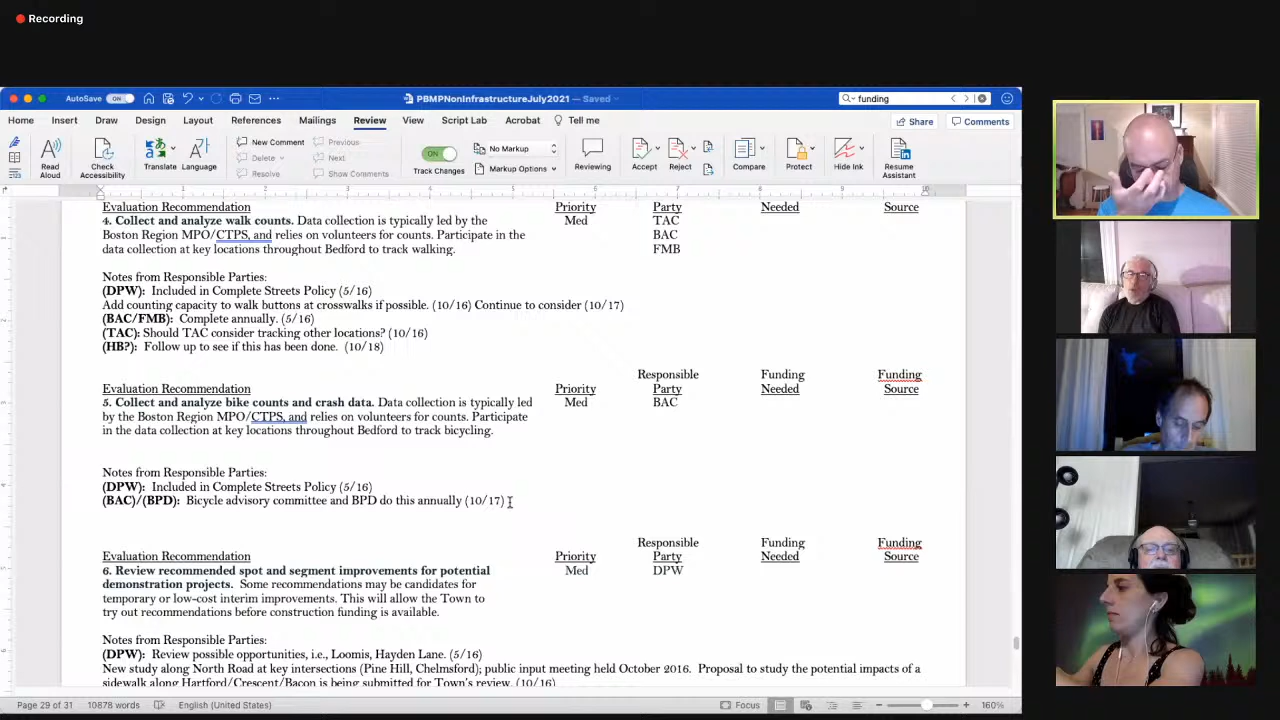 Recording
AutoSave ON PBMPNonInfrastructureJuly2021 — Saved funding
Home Insert Draw Design Layout References Mailings Review View Script Lab Acrobat Tell me Share Comments
Read Aloud
Check Accessibility
Translate
Language
New Comment
Delete
Resolve
Previous
Next
Show Comments
ON
Track Changes
No Markup
Markup Options
Reviewing
Accept
Reject
Compare
Protect
Hide Ink
Resume Assistant
Evaluation Recommendation Priority Party Needed Source
4. Collect and analyze walk counts. Data collection is typically led by the Med TAC
Boston Region MPO/CTPS, and relies on volunteers for counts. Participate in the BAC
data collection at key locations throughout Bedford to track walking. FMB
Notes from Responsible Parties:
(DPW): Included in Complete Streets Policy (5/16)
Add counting capacity to walk buttons at crosswalks if possible. (10/16) Continue to consider (10/17)
(BAC/FMB): Complete annually. (5/16)
(TAC): Should TAC consider tracking other locations? (10/16)
(HB?): Follow up to see if this has been done. (10/18)
Responsible Funding Funding
Evaluation Recommendation Priority Party Needed Source
5. Collect and analyze bike counts and crash data. Data collection is typically led Med BAC
by the Boston Region MPO/CTPS, and relies on volunteers for counts. Participate
in the data collection at key locations throughout Bedford to track bicycling.
Notes from Responsible Parties:
(DPW): Included in Complete Streets Policy (5/16)
(BAC)/(BPD): Bicycle advisory committee and BPD do this annually (10/17)
Responsible Funding Funding
Evaluation Recommendation Priority Party Needed Source
6. Review recommended spot and segment improvements for potential Med DPW
demonstration projects. Some recommendations may be candidates for
temporary or low-cost interim improvements. This will allow the Town to
try out recommendations before construction funding is available.
Notes from Responsible Parties:
(DPW): Review possible opportunities, i.e., Loomis, Hayden Lane. (5/16)
New study along North Road at key intersections (Pine Hill, Chelmsford); public input meeting held October 2016. Proposal to study the potential impacts of a
sidewalk along Hartford/Crescent/Bacon is being submitted for Town's review. (10/16)
Page 29 of 31 10878 words English (United States) Focus 160%